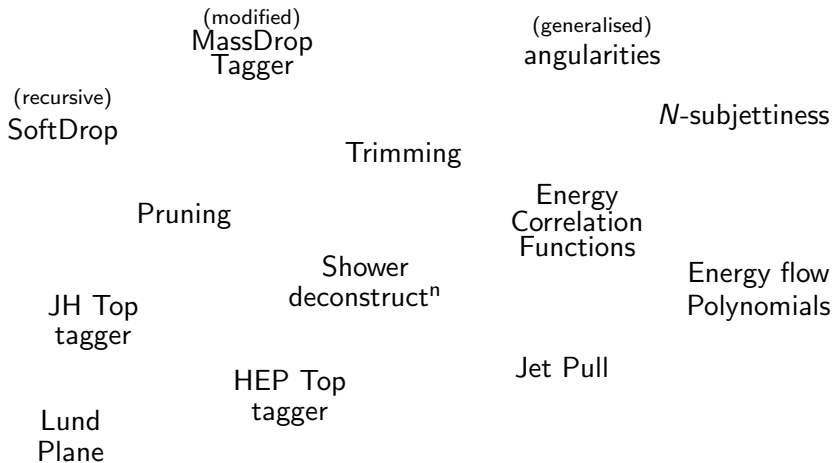 (modified)
MassDrop
Tagger
(generalised)
angularities
(recursive)
SoftDrop
N-subjettiness
Trimming
Pruning
Energy
Correlation
Functions
Shower
deconstructⁿ
Energy flow
Polynomials
JH Top
tagger
HEP Top
tagger
Jet Pull
Lund
Plane